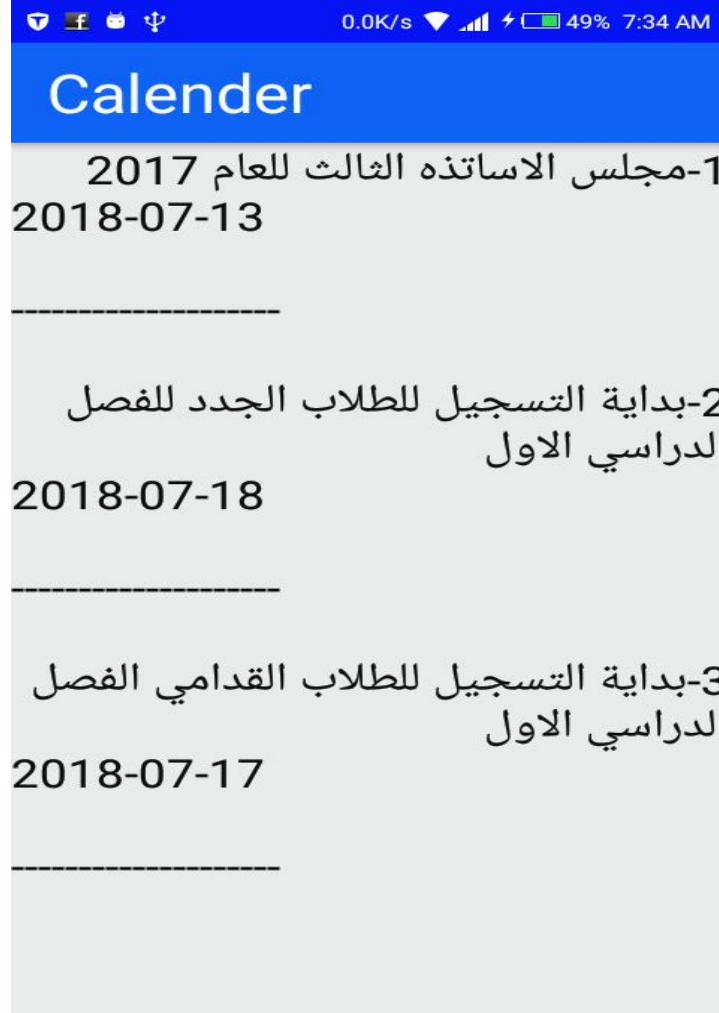 0.0K/s 49% 7:34 AM
Calender
1-مجلس الاساتذه الثالث للعام 2017
2018-07-13
--------------------
2-بداية التسجيل للطلاب الجدد للفصل
لدراسي الاول
2018-07-18
--------------------
3-بداية التسجيل للطلاب القدامي الفصل
لدراسي الاول
2018-07-17
--------------------